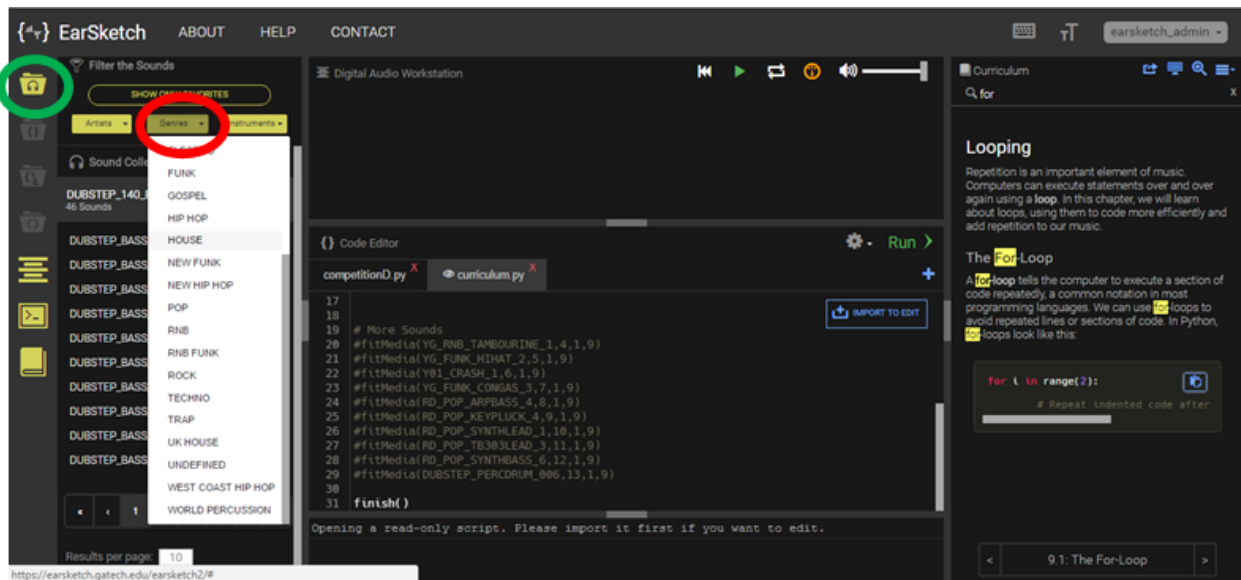 EarSketch
ABOUT
HELP
CONTACT
earsketch_admin
Filter the Sounds
SHOW ONLY FAVORITES
Artists
Genres
Instruments
Sound Colle
DUBSTEP_140_
46 Sounds
DUBSTEP_BASS
DUBSTEP_BASS
DUBSTEP_BASS
DUBSTEP_BASS
DUBSTEP_BASS
DUBSTEP_BASS
DUBSTEP_BASS
DUBSTEP_BASS
DUBSTEP_BASS
DUBSTEP_BASS
FUNK
GOSPEL
HIP HOP
HOUSE
NEW FUNK
NEW HIP HOP
POP
RNB
RNB FUNK
ROCK
TECHNO
TRAP
UK HOUSE
UNDEFINED
WEST COAST HIP HOP
WORLD PERCUSSION
« ‹ 1
Results per page: 10
https://earsketch.gatech.edu/earsketch2/#
Digital Audio Workstation
{} Code Editor
Run
competitionD.py X
curriculum.py X
+
IMPORT TO EDIT
17
18
19 # More Sounds
20 #fitMedia(YG_RNB_TAMBOURINE_1,4,1,9)
21 #fitMedia(YG_FUNK_HIHAT_2,5,1,9)
22 #fitMedia(Y01_CRASH_1,6,1,9)
23 #fitMedia(YG_FUNK_CONGAS_3,7,1,9)
24 #fitMedia(RD_POP_ARPBASS_4,8,1,9)
25 #fitMedia(RD_POP_KEYPLUCK_4,9,1,9)
26 #fitMedia(RD_POP_SYNTHLEAD_1,10,1,9)
27 #fitMedia(RD_POP_TB303LEAD_3,11,1,9)
28 #fitMedia(RD_POP_SYNTHBASS_6,12,1,9)
29 #fitMedia(DUBSTEP_PERCDRUM_006,13,1,9)
30
31 finish()
Opening a read-only script. Please import it first if you want to edit.
Curriculum
for
X
Looping
Repetition is an important element of music.
Computers can execute statements over and over
again using a loop. In this chapter, we will learn
about loops, using them to code more efficiently and
add repetition to our music.
The For-Loop
A for-loop tells the computer to execute a section of
code repeatedly, a common notation in most
programming languages. We can use for-loops to
avoid repeated lines or sections of code. In Python,
for-loops look like this:
for i in range(2):
# Repeat indented code after
< 9.1: The For-Loop >